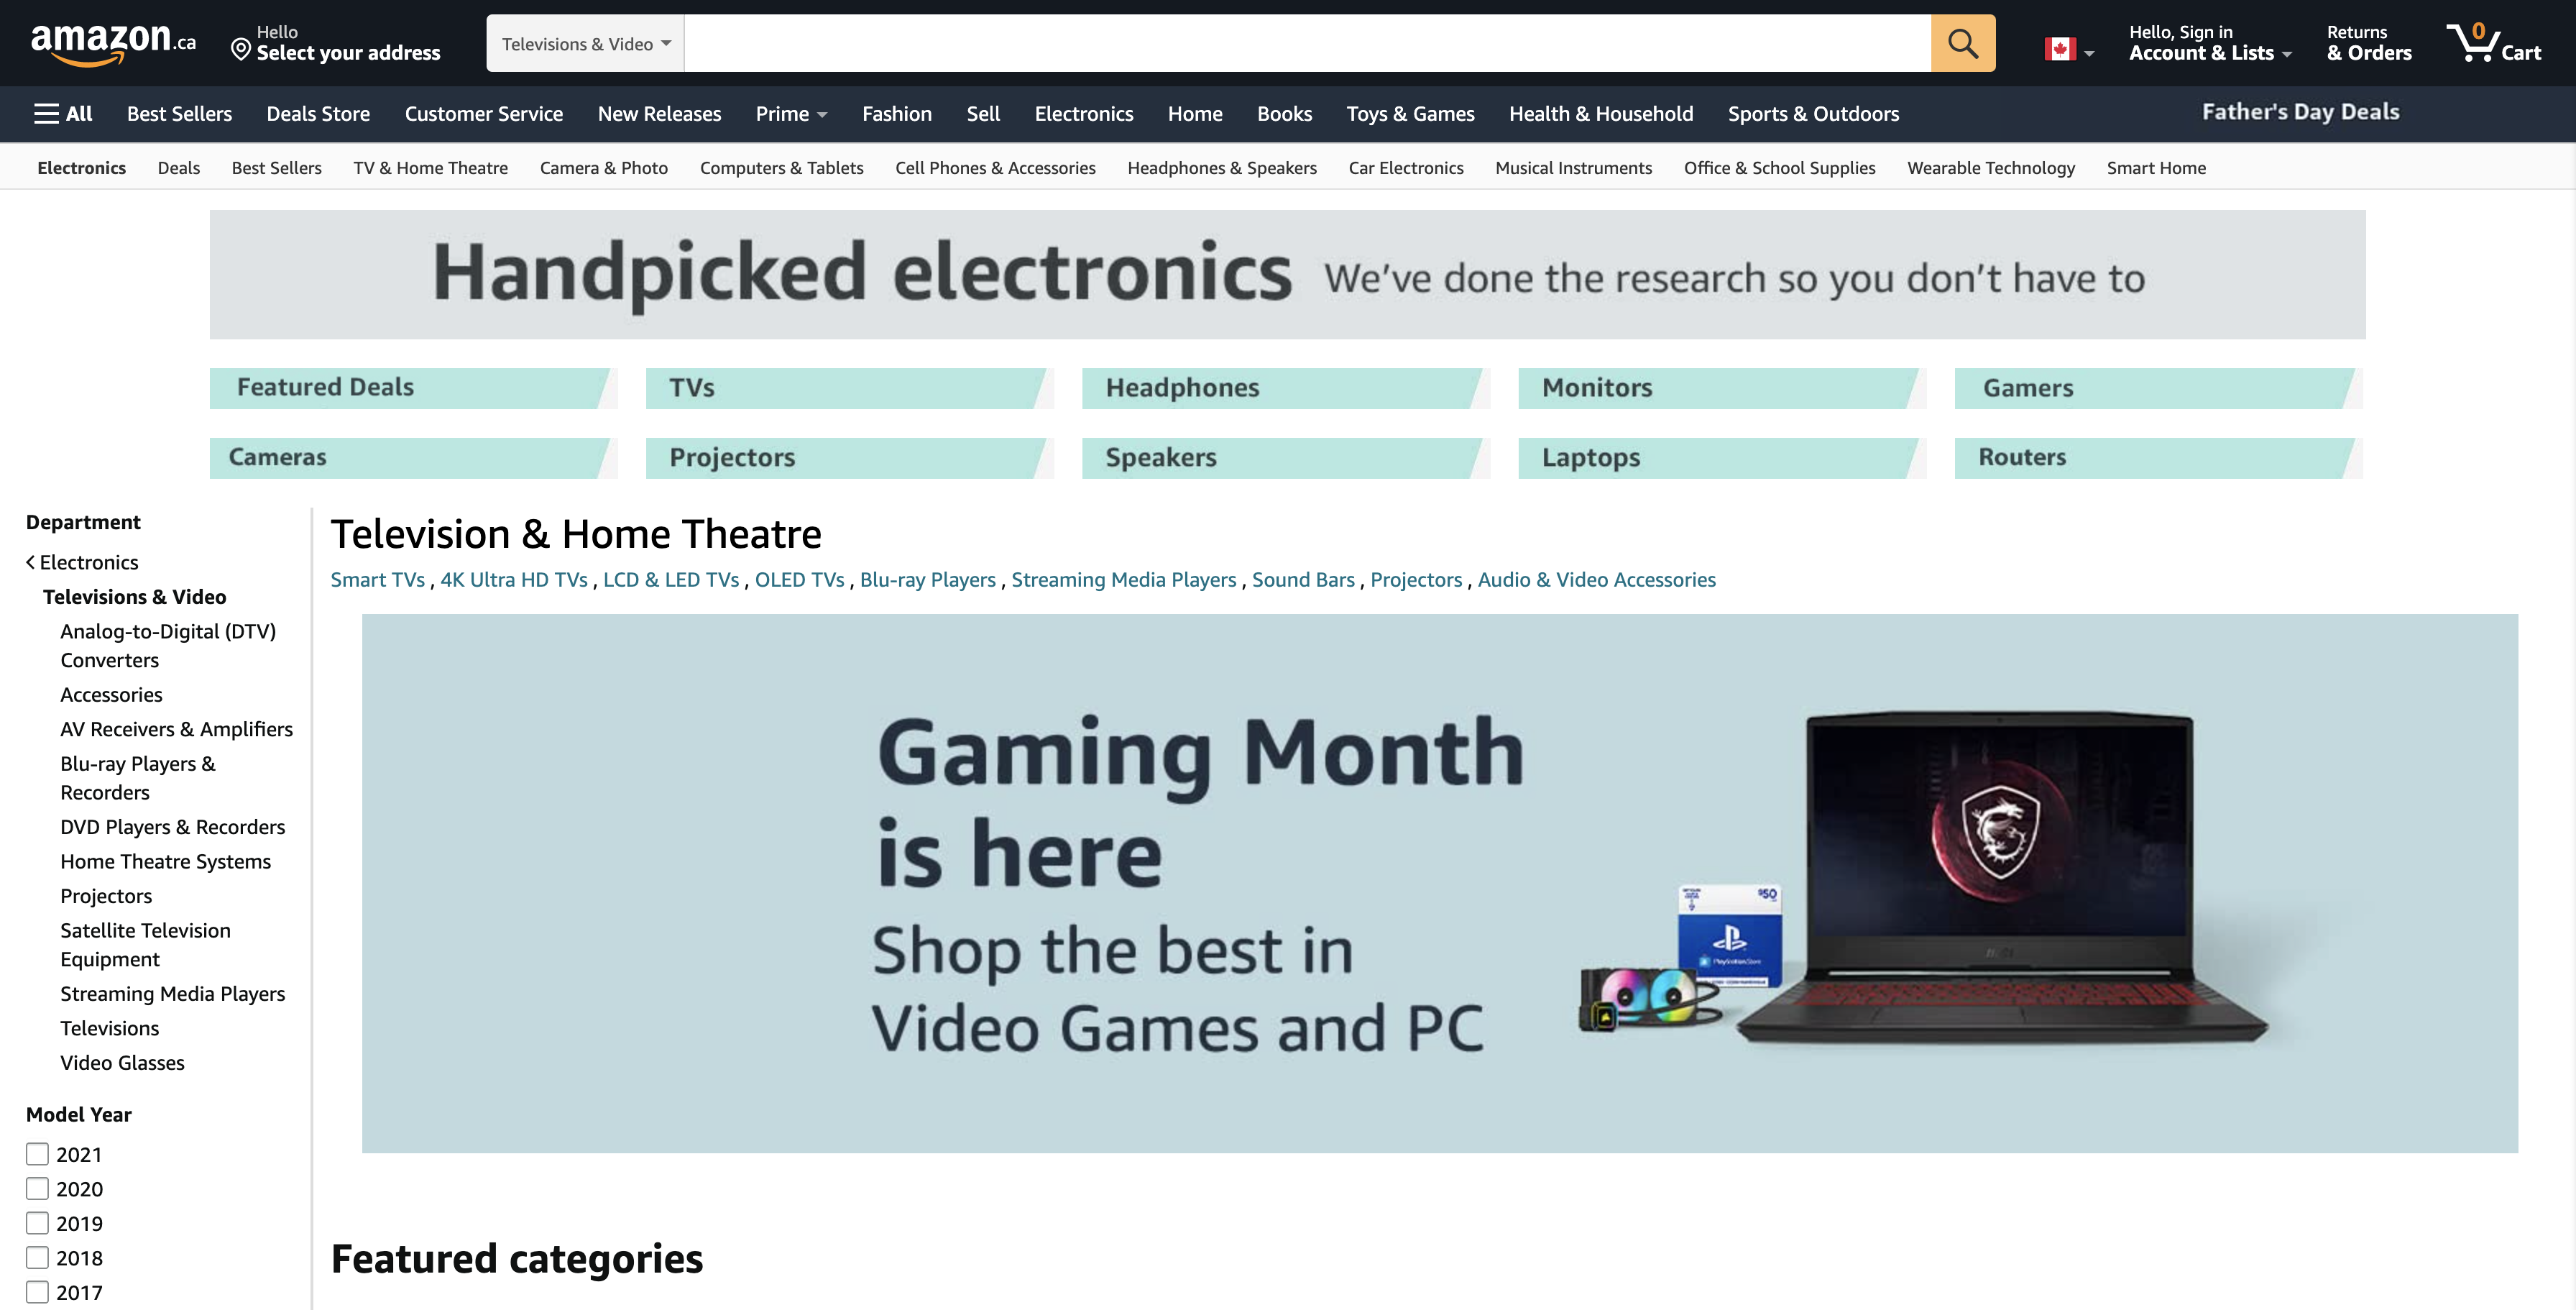 amazon.ca
Hello
Select your address
Televisions & Video
Hello, Sign in
Account & Lists
Returns
& Orders
0
Cart
All
Best Sellers
Deals Store
Customer Service
New Releases
Prime
Fashion
Sell
Electronics
Home
Books
Toys & Games
Health & Household
Sports & Outdoors
Father's Day Deals
Electronics
Deals
Best Sellers
TV & Home Theatre
Camera & Photo
Computers & Tablets
Cell Phones & Accessories
Headphones & Speakers
Car Electronics
Musical Instruments
Office & School Supplies
Wearable Technology
Smart Home
Handpicked electronics We've done the research so you don't have to
Featured Deals
TVs
Headphones
Monitors
Gamers
Cameras
Projectors
Speakers
Laptops
Routers
Department
Electronics
Televisions & Video
Analog-to-Digital (DTV)
Converters
Accessories
AV Receivers & Amplifiers
Blu-ray Players &
Recorders
DVD Players & Recorders
Home Theatre Systems
Projectors
Satellite Television
Equipment
Streaming Media Players
Televisions
Video Glasses
Model Year
2021
2020
2019
2018
2017
Television & Home Theatre
Smart TVs , 4K Ultra HD TVs , LCD & LED TVs , OLED TVs , Blu-ray Players , Streaming Media Players , Sound Bars , Projectors , Audio & Video Accessories
Gaming Month
is here
Shop the best in
Video Games and PC
$50
PlayStation Store
msi
Featured categories